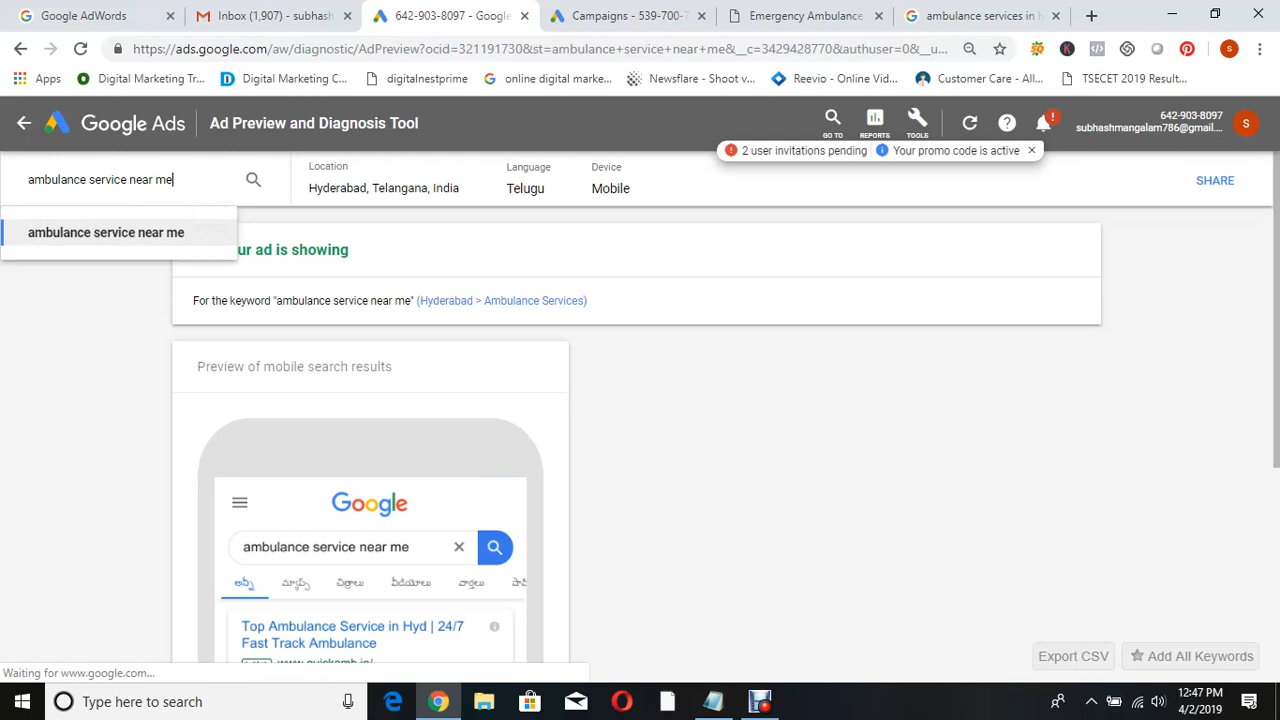 Google AdWords
Inbox (1,907) - subhash
642-903-8097 - Google
Campaigns - 539-700-7
Emergency Ambulance
ambulance services in h
https://ads.google.com/aw/diagnostic/AdPreview?ocid=321191730&st=ambulance+service+near+me&__c=3429428770&authuser=0&__u...
Apps
Digital Marketing Tr...
Digital Marketing C...
digitalnestprime
online digital marke...
Newsflare - Shoot v...
Reevio - Online Vid...
Customer Care - Al...
TSECET 2019 Result...
Google Ads
Ad Preview and Diagnosis Tool
GO TO
REPORTS
TOOLS
642-903-8097
subhashmangalam786@gmail....
S
2 user invitations pending
Your promo code is active
ambulance service near me
Location
Hyderabad, Telangana, India
Language
Telugu
Device
Mobile
SHARE
ambulance service near me
ur ad is showing
For the keyword "ambulance service near me" (Hyderabad > Ambulance Services)
Preview of mobile search results
Google
ambulance service near me
అన్నీ
మ్యాప్స్
చిత్రాలు
వీడియోలు
వార్తలు
Top Ambulance Service in Hyd | 24/7
Fast Track Ambulance
www.quickamb.in/
Export CSV
Add All Keywords
Waiting for www.google.com...
Type here to search
12:47 PM
4/2/2019